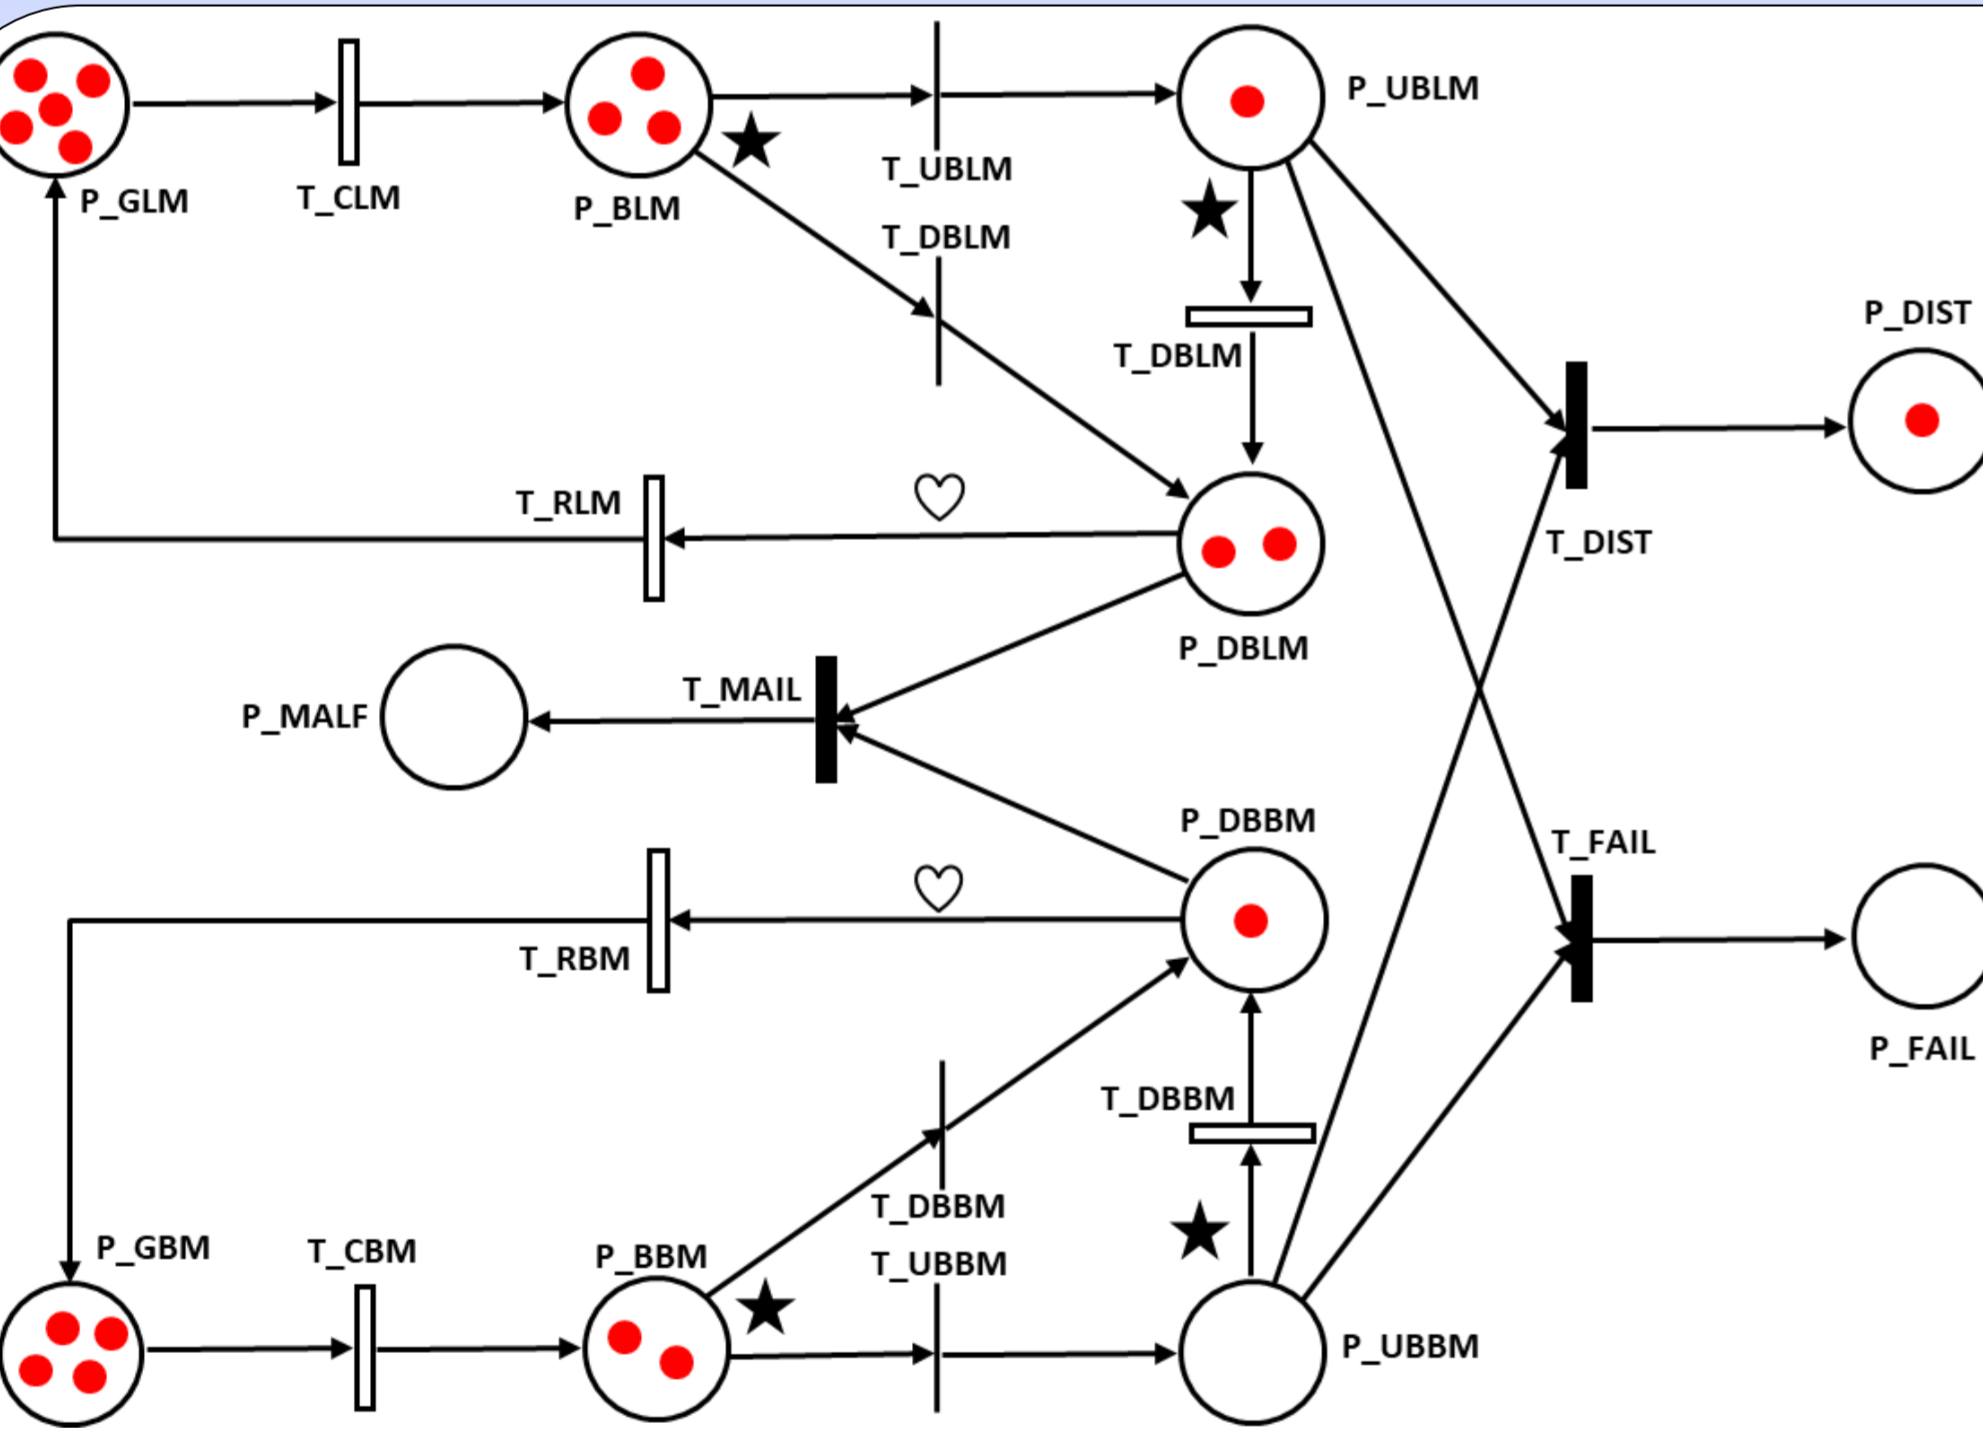 P_UBLM
P_GLM
T_CLM
P_BLM
T_UBLM
T_DBLM
T_DBLM
P_DIST
T_RLM
T_DIST
P_DBLM
P_MALF
T_MAIL
P_DBBM
T_FAIL
T_RBM
P_FAIL
T_DBBM
T_DBBM
P_GBM
T_CBM
P_BBM
T_UBBM
P_UBBM